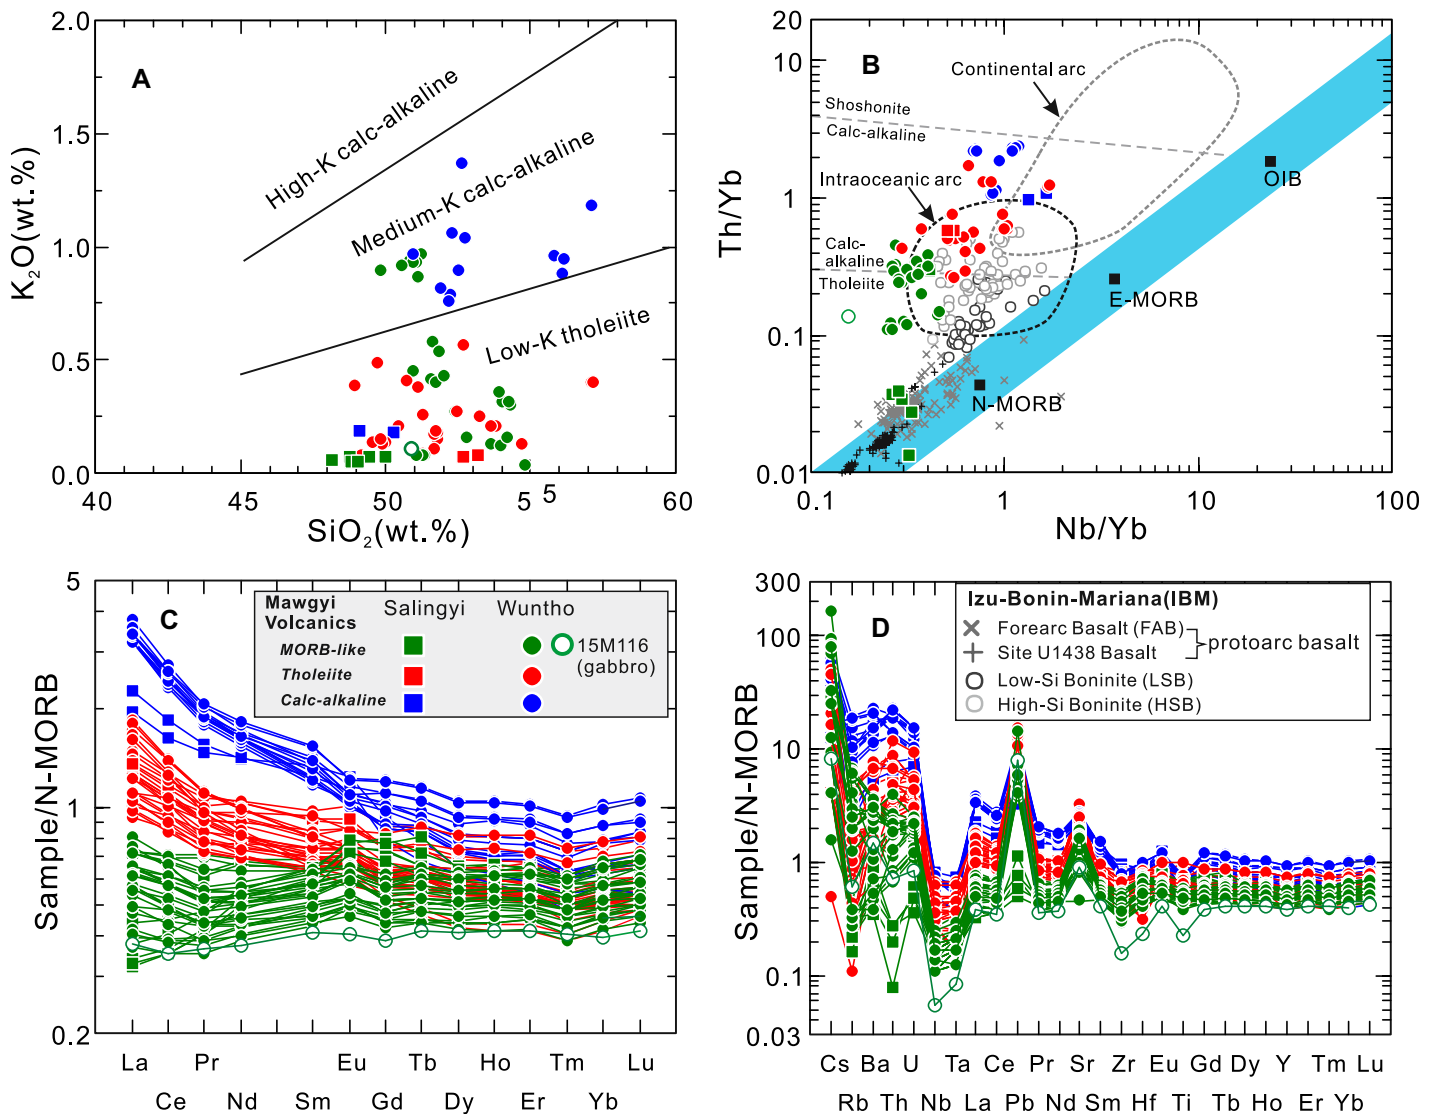 A
2.0
1.5
1.0
0.5
0.0
K2O(wt.%)
High-K calc-alkaline
Medium-K calc-alkaline
Low-K tholeiite
40
45
50
5
5
60
SiO2(wt.%)
B
20
10
1
0.1
0.01
Th/Yb
Continental arc
Shoshonite
Calc-alkaline
Intraoceanic arc
Calc-
alkaline
Tholeiite
OIB
E-MORB
N-MORB
0.1
1
10
100
Nb/Yb
C
5
1
0.2
Sample/N-MORB
Mawgyi Salingyi Wuntho
Volcanics
MORB-like 15M116
Tholeiite (gabbro)
Calc-alkaline
La Pr Eu Tb Ho Tm Lu
Ce Nd Sm Gd Dy Er Yb
D
300
100
10
1
0.1
0.03
Sample/N-MORB
Izu-Bonin-Mariana(IBM)
Forearc Basalt (FAB)
protoarc basalt
Site U1438 Basalt
Low-Si Boninite (LSB)
High-Si Boninite (HSB)
Cs Ba U Ta Ce Pr Sr Zr Eu Gd Dy Y Tm Lu
Rb Th Nb La Pb Nd Sm Hf Ti Tb Ho Er Yb